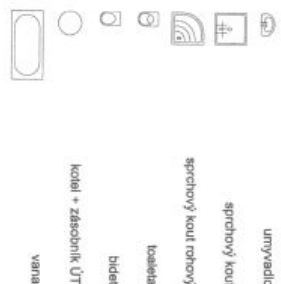 umyvadlo
sprchový kou
sprchový kout rohový
toaleta
bidet
kotel + zásobník ÚT
vana